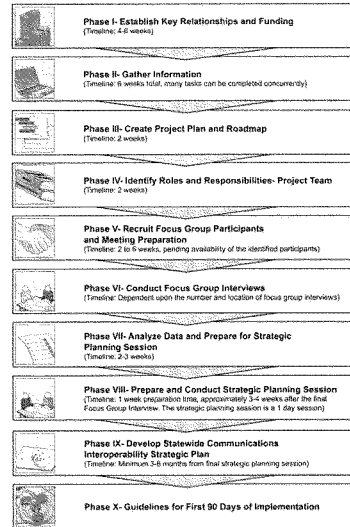 Phase I- Establish Key Relationships and Funding
(Timeline: 4-6 weeks)
Phase II- Gather Information
(Timeline: 6 weeks total, many tasks can be completed concurrently)
Phase III- Create Project Plan and Roadmap
(Timeline: 2 weeks)
Phase IV- Identify Roles and Responsibilities- Project Team
(Timeline: 2 weeks)
Phase V- Recruit Focus Group Participants
and Meeting Preparation
(Timeline: 2 to 6 weeks, pending availability of the identified participants)
Phase VI- Conduct Focus Group Interviews
(Timeline: Dependent upon the number and location of focus group interviews)
Phase VII- Analyze Data and Prepare for Strategic
Planning Session
(Timeline: 2-3 weeks)
Phase VIII- Prepare and Conduct Strategic Planning Session
(Timeline: 1 week preparation time, approximately 3-4 weeks after the final
Focus Group Interview. The strategic planning session is a 1 day session)
Phase IX- Develop Statewide Communications
Interoperability Strategic Plan
(Timeline: Minimum months from final strategic planning session)
Phase X- Guidelines for First 90 Days of Implementation